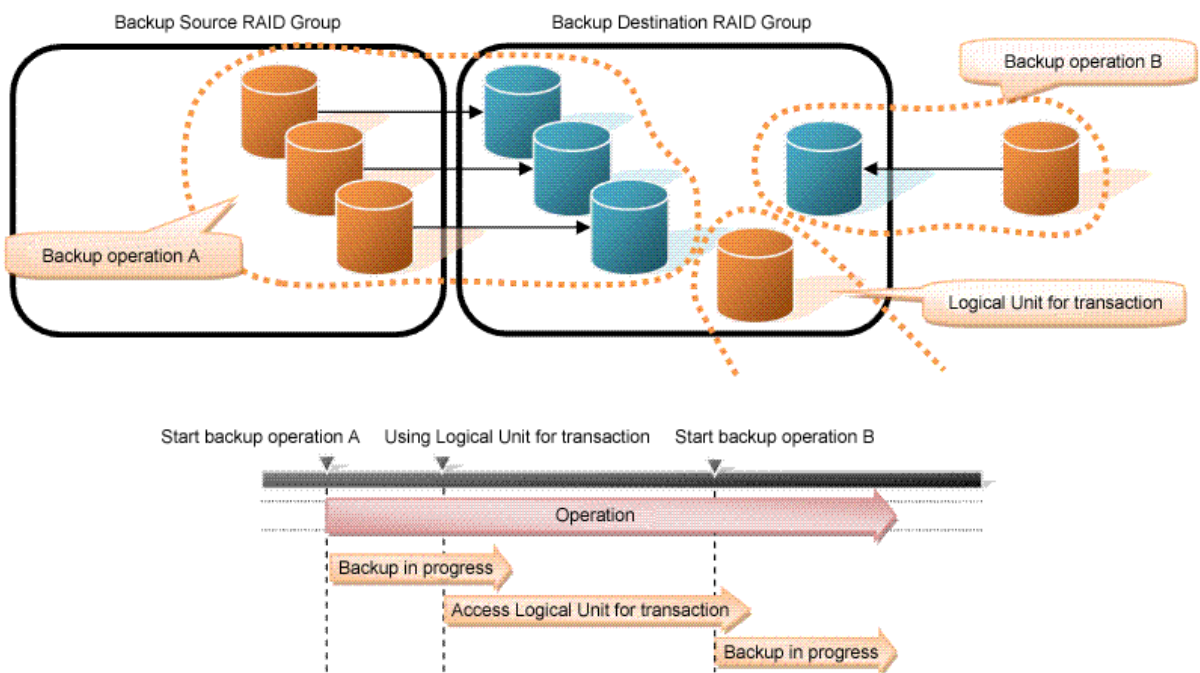 Backup Source RAID Group
Backup Destination RAID Group
Backup operation B
Backup operation A
Logical Unit for transaction
Start backup operation A
Using Logical Unit for transaction
Start backup operation B
Operation
Backup in progress
Access Logical Unit for transaction
Backup in progress